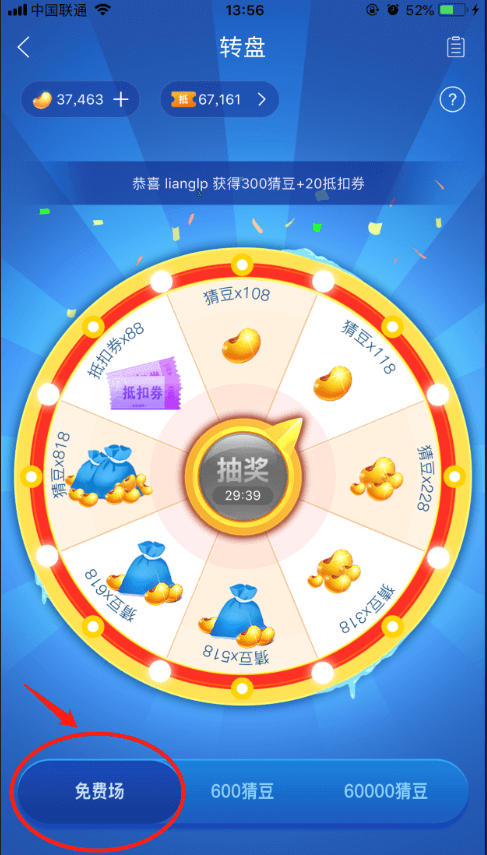 中国联通
13:56
52%
转盘
37,463
抵
67,161
?
恭喜 lianglp 获得300猜豆+20抵扣券
猜豆x108
猜豆x118
猜豆x228
猜豆x318
猜豆x518
猜豆x618
猜豆x818
抵扣券x88
抵扣券
抽奖
29:39
免费场
600猜豆
60000猜豆